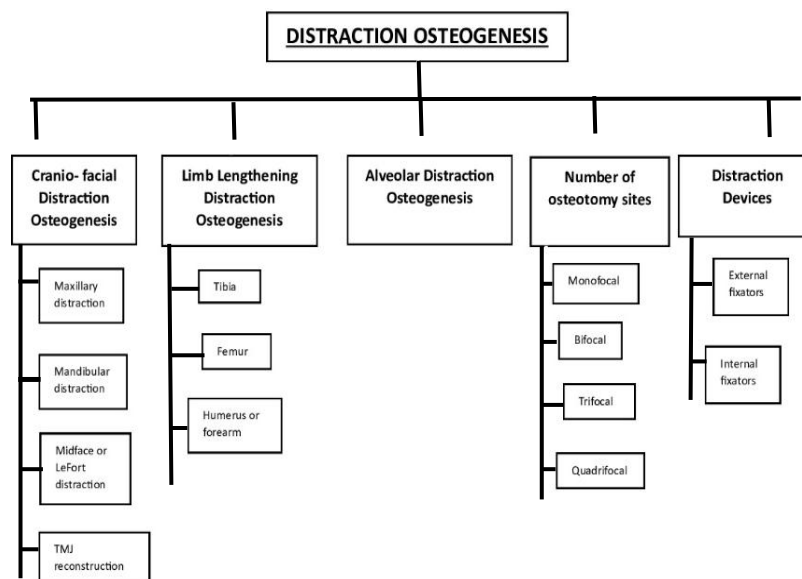 DISTRACTION OSTEOGENESIS
Cranio- facial
Distraction
Osteogenesis
Maxillary
distraction
Mandibular
distraction
Midface or
LeFort
distraction
TMJ
reconstruction
Limb Lengthening
Distraction
Osteogenesis
Tibia
Femur
Humerus or
forearm
Alveolar Distraction
Osteogenesis
Number of
osteotomy sites
Monofocal
Bifocal
Trifocal
Quadrifocal
Distraction
Devices
External
fixators
Internal
fixators